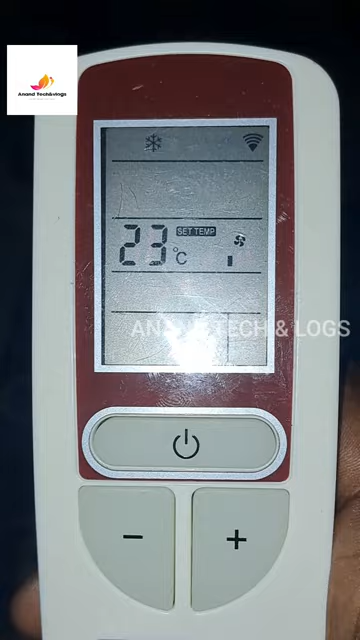 Anand Tech&vlogs
SET TEMP
23 °C
ANAND TECH & LOGS
- +